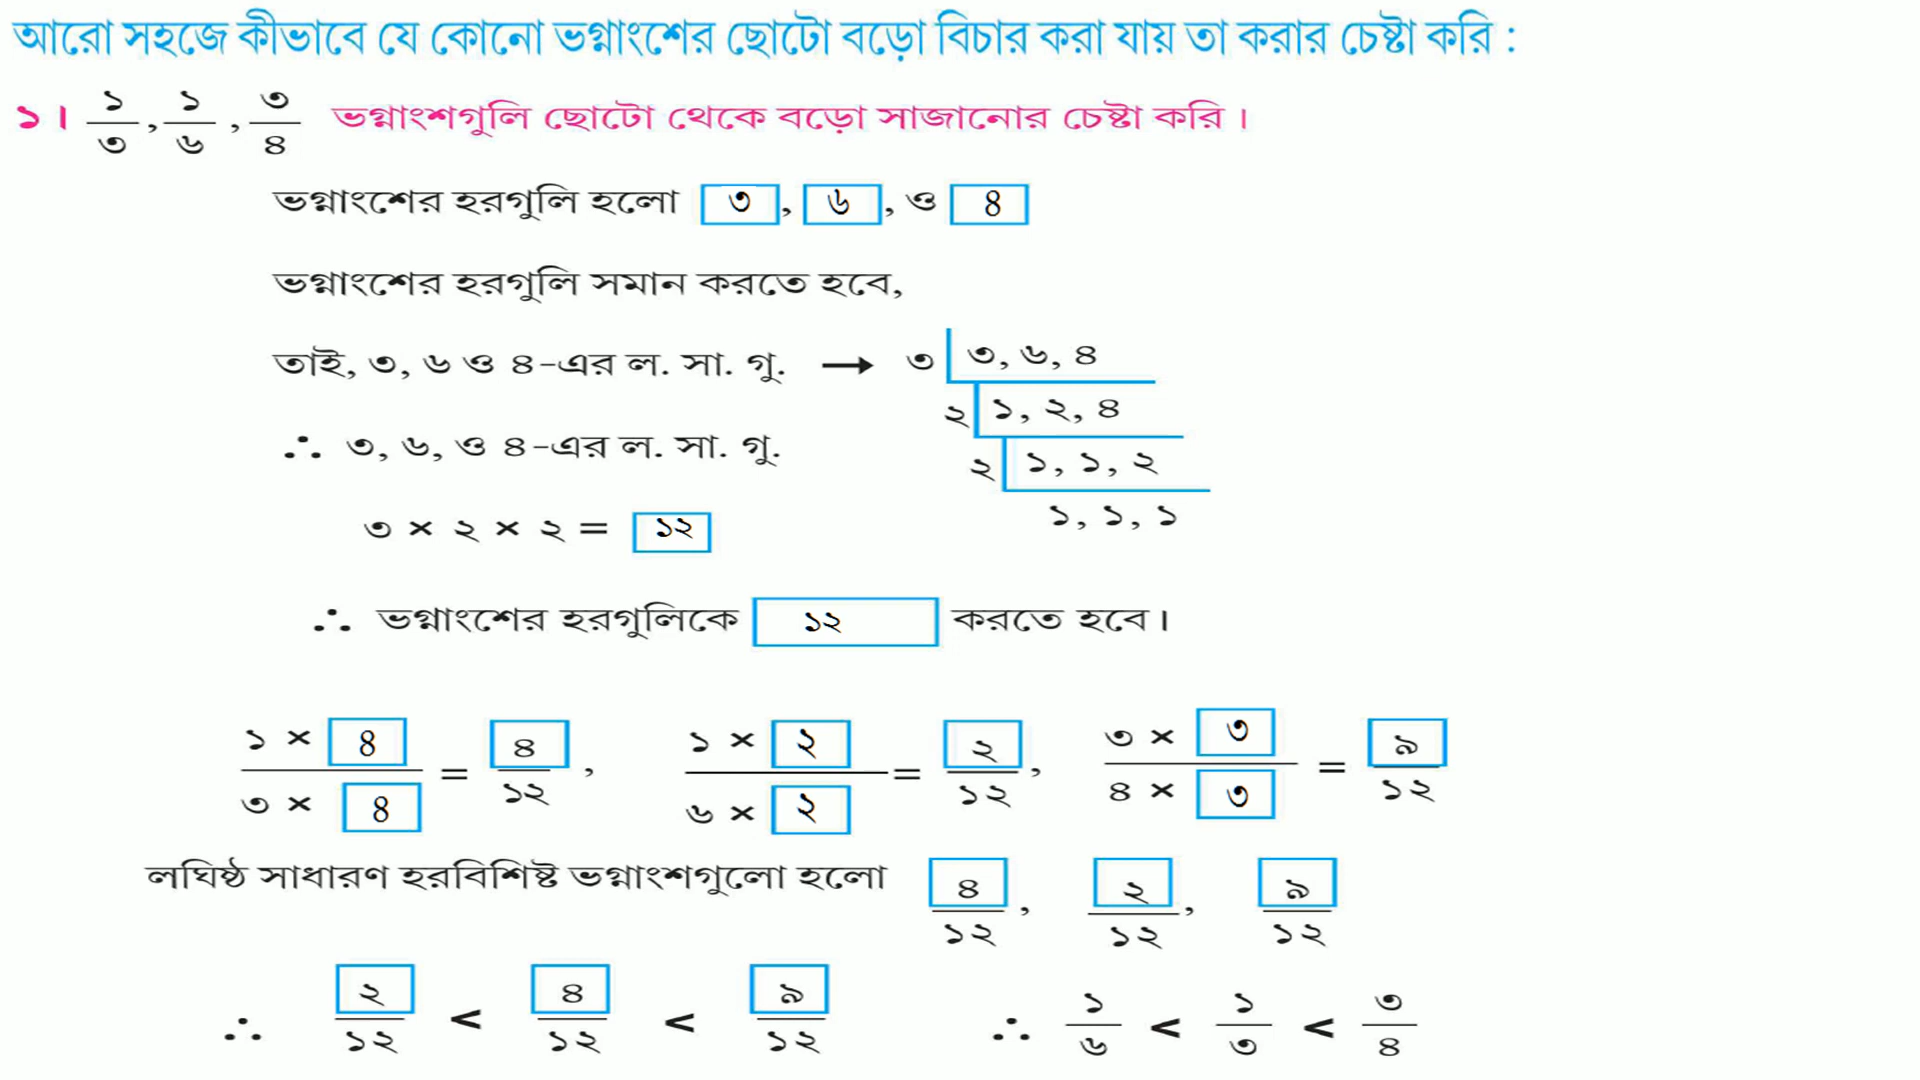 আরো সহজে কীভাবে যে কোনো ভগ্নাংশের ছোটো বড়ো বিচার করা যায় তা করার চেষ্টা করি :
১। ১/৩, ১/৬, ৩/৪ ভগ্নাংশগুলি ছোটো থেকে বড়ো সাজানোর চেষ্টা করি।
ভগ্নাংশের হরগুলি হলো ৩, ৬, ও ৪
ভগ্নাংশের হরগুলি সমান করতে হবে,
তাই, ৩, ৬ ও ৪-এর ল. সা. গু. → ৩ | ৩, ৬, ৪
২ | ১, ২, ৪
∴ ৩, ৬, ও ৪-এর ল. সা. গু.
২ | ১, ১, ২
১, ১, ১
৩ × ২ × ২ = ১২
∴ ভগ্নাংশের হরগুলিকে ১২ করতে হবে।
১ × ৪ / ৩ × ৪ = ৪/১২, ১ × ২ / ৬ × ২ = ২/১২, ৩ × ৩ / ৪ × ৩ = ৯/১২
লঘিষ্ঠ সাধারণ হরবিশিষ্ট ভগ্নাংশগুলো হলো ৪/১২, ২/১২, ৯/১২
∴ ২/১২ < ৪/১২ < ৯/১২ ∴ ১/৬ < ১/৩ < ৩/৪